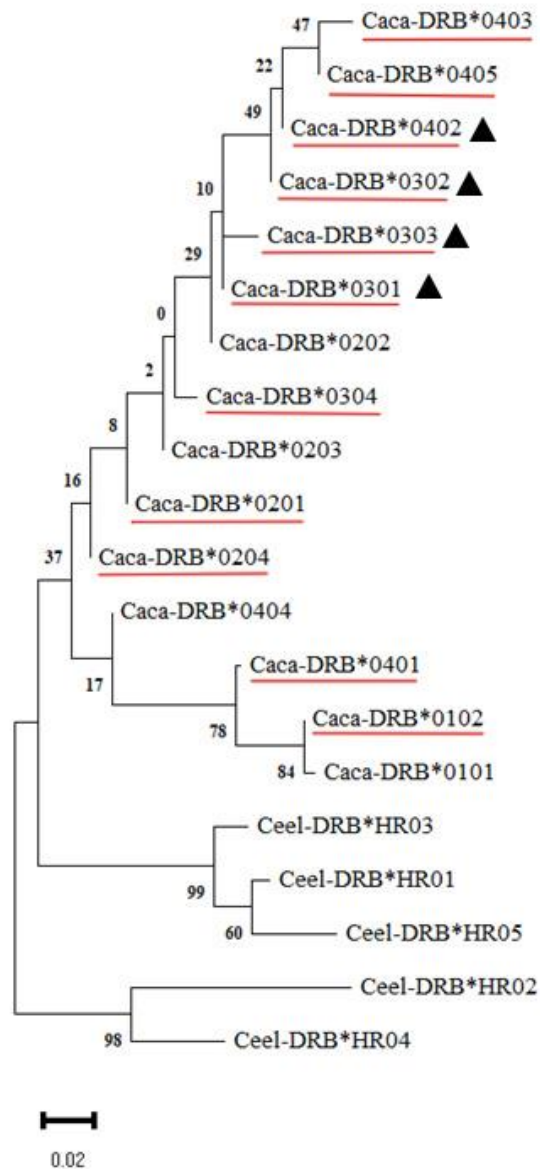 47
Caca-DRB*0403
22
Caca-DRB*0405
49
Caca-DRB*0402
10
Caca-DRB*0302
29
Caca-DRB*0303
Caca-DRB*0301
0
Caca-DRB*0202
2
Caca-DRB*0304
8
Caca-DRB*0203
16
Caca-DRB*0201
37
Caca-DRB*0204
Caca-DRB*0404
17
Caca-DRB*0401
78
Caca-DRB*0102
84
Caca-DRB*0101
Ceel-DRB*HR03
99
Ceel-DRB*HR01
60
Ceel-DRB*HR05
Ceel-DRB*HR02
98
Ceel-DRB*HR04
0.02